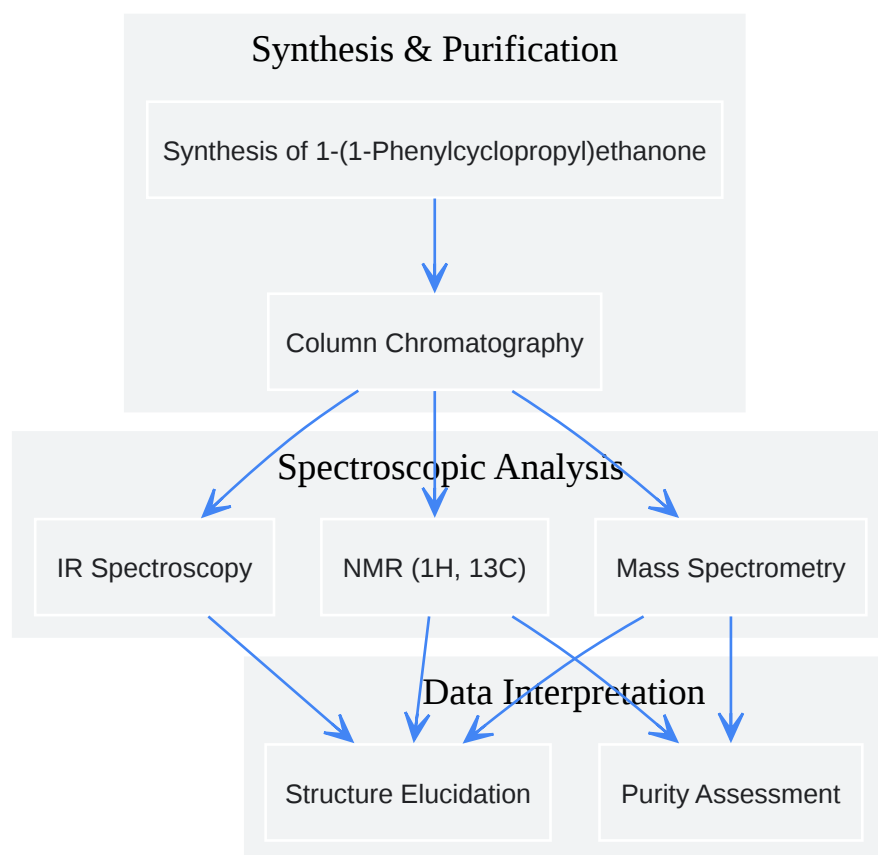 Synthesis & Purification
Synthesis of 1-(1-Phenylcyclopropyl)ethanone
Column Chromatography
Spectroscopic Analysis
IR Spectroscopy
NMR (1H, 13C)
Mass Spectrometry
Data Interpretation
Structure Elucidation
Purity Assessment